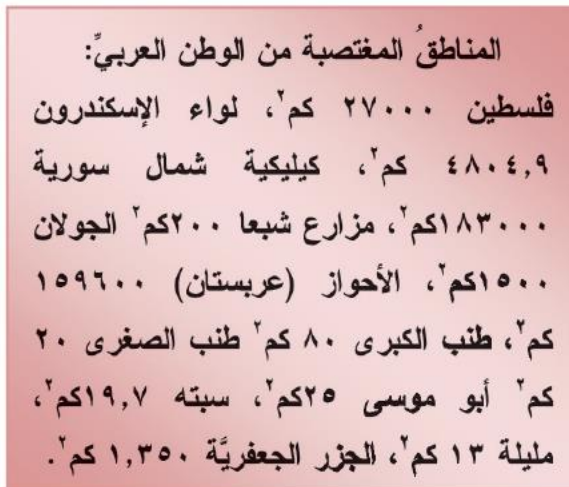 المناطقُ المغتصبة من الوطن العربيِّ:
فلسطين ٢٧٠٠٠ كم٢، لواء الإسكندرون
٤٨٠٤,٩ كم٢، كيليكية شمال سورية
١٨٣٠٠٠كم٢، مزارع شبعا ٢٠٠كم٢ الجولان
١٥٠٠كم٢، الأحواز (عربستان) ١٥٩٦٠٠
كم٢، طنب الكبرى ٨٠ كم٢ طنب الصغرى ٢٠
كم٢ أبو موسى ٢٥كم٢، سبته ١٩,٧كم٢،
مليلة ١٣ كم٢، الجزر الجعفريَّة ١,٣٥٠ كم٢.